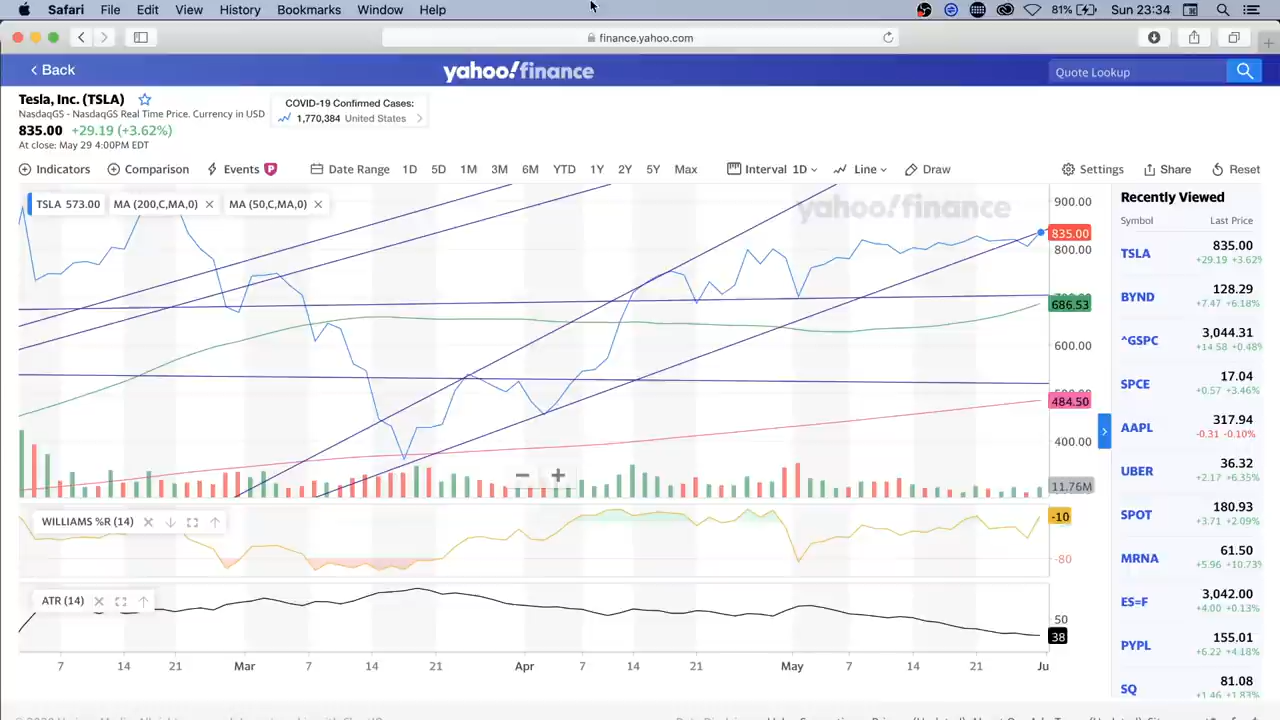 Safari File Edit View History Bookmarks Window Help 81% Sun 23:34
finance.yahoo.com
Back yahoo!finance Quote Lookup
Tesla, Inc. (TSLA)
NasdaqGS - NasdaqGS Real Time Price. Currency in USD
835.00 +29.19 (+3.62%)
At close: May 29 4:00PM EDT
COVID-19 Confirmed Cases:
1,770,384 United States
Indicators Comparison Events P Date Range 1D 5D 1M 3M 6M YTD 1Y 2Y 5Y Max Interval 1D Line Draw Settings Share Reset
TSLA 573.00 MA (200,C,MA,0) MA (50,C,MA,0)
yahoo!finance
900.00
835.00
800.00
686.53
600.00
484.50
400.00
11.76M
WILLIAMS %R (14)
-10
-80
ATR (14)
50
38
7 14 21 Mar 7 14 21 Apr 7 14 21 May 7 14 21 Ju
Recently Viewed
Symbol Last Price
TSLA 835.00
+29.19 +3.62%
BYND 128.29
+7.47 +6.18%
^GSPC 3,044.31
+14.58 +0.48%
SPCE 17.04
+0.57 +3.46%
AAPL 317.94
-0.31 -0.10%
UBER 36.32
+2.17 +6.35%
SPOT 180.93
+3.71 +2.09%
MRNA 61.50
+5.96 +10.73%
ES=F 3,042.00
+4.00 +0.13%
PYPL 155.01
+6.22 +4.18%
SQ 81.08
+1.46 +1.83%